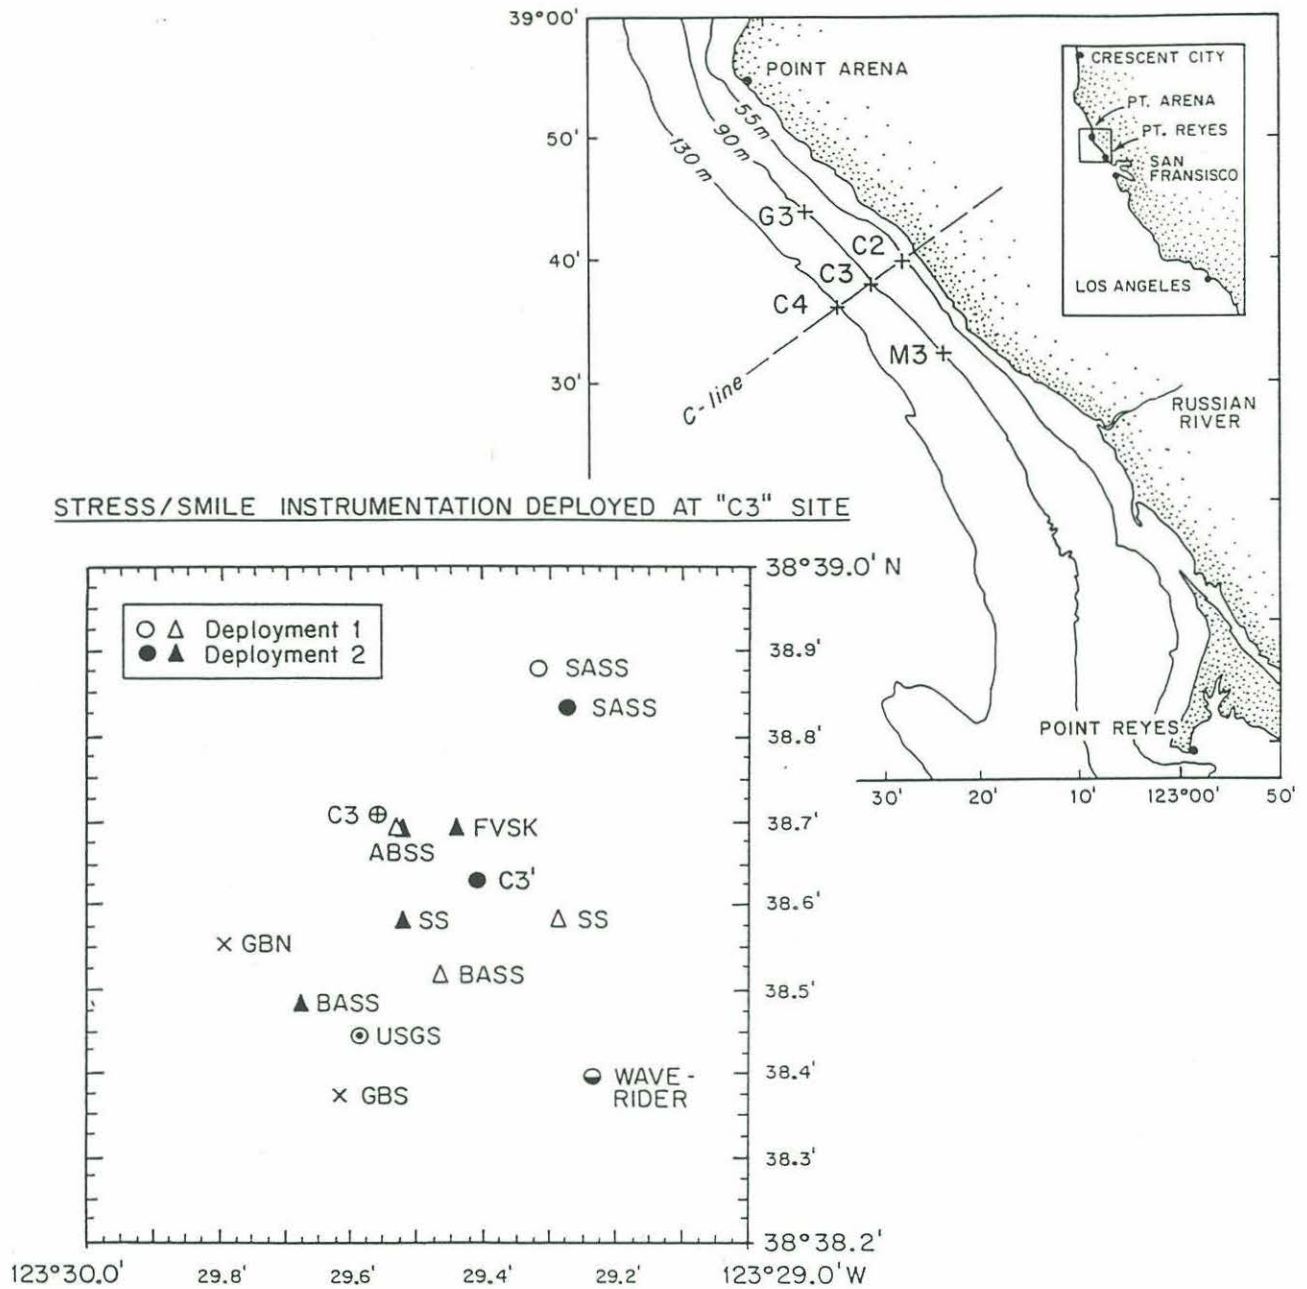 39°00'
50'
40'
30'
POINT ARENA
55m
90m
130m
G3
C2
C3
C4
M3
C-line
RUSSIAN
RIVER
POINT REYES
30'
20'
10'
123°00'
50'
CRESCENT CITY
PT. ARENA
PT. REYES
SAN
FRANSISCO
LOS ANGELES
STRESS/SMILE INSTRUMENTATION DEPLOYED AT "C3" SITE
Deployment 1
Deployment 2
SASS
SASS
C3
ABSS
FVSK
C3'
SS
SS
GBN
BASS
BASS
USGS
GBS
WAVE-
RIDER
38°39.0' N
38.9'
38.8'
38.7'
38.6'
38.5'
38.4'
38.3'
38°38.2'
123°30.0'
29.8'
29.6'
29.4'
29.2'
123°29.0'W